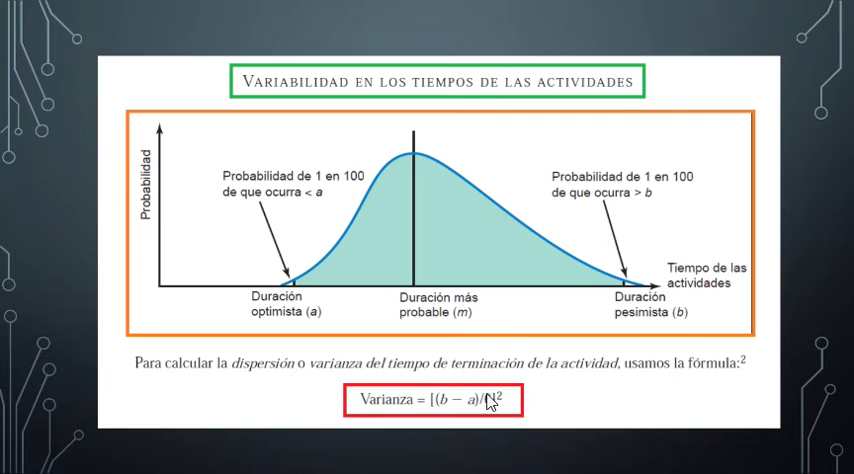 VARIABILIDAD EN LOS TIEMPOS DE LAS ACTIVIDADES
Probabilidad
Probabilidad de 1 en 100
de que ocurra < a
Probabilidad de 1 en 100
de que ocurra > b
Tiempo de las
actividades
Duración
optimista (a)
Duración más
probable (m)
Duración
pesimista (b)
Para calcular la dispersión o varianza del tiempo de terminación de la actividad, usamos la fórmula:²
Varianza = [(b − a)/ ]²